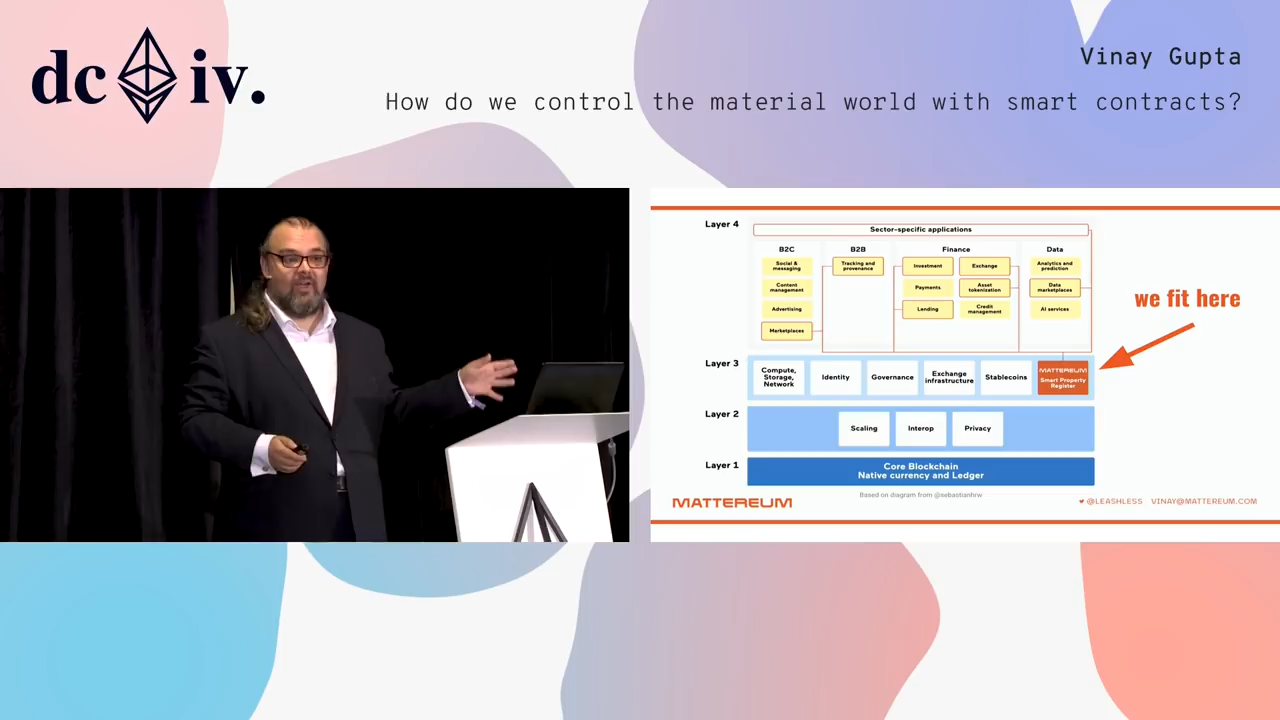 dc iv.
Vinay Gupta
How do we control the material world with smart contracts?
Layer 4
Sector-specific applications
B2C
B2B
Finance
Data
Social &
messaging
Content
management
Advertising
Marketplaces
Tracking and
provenance
Investment
Payments
Lending
Exchange
Asset
tokenization
Credit
management
Analytics and
prediction
Data
marketplaces
AI services
we fit here
Layer 3
Compute,
Storage,
Network
Identity
Governance
Exchange
infrastructure
Stablecoins
MATTEREUM
Smart Property
Register
Layer 2
Scaling
Interop
Privacy
Layer 1
Core Blockchain
Native currency and Ledger
Based on diagram from @sebastianhrw
MATTEREUM
@LEASHLESS VINAY@MATTEREUM.COM